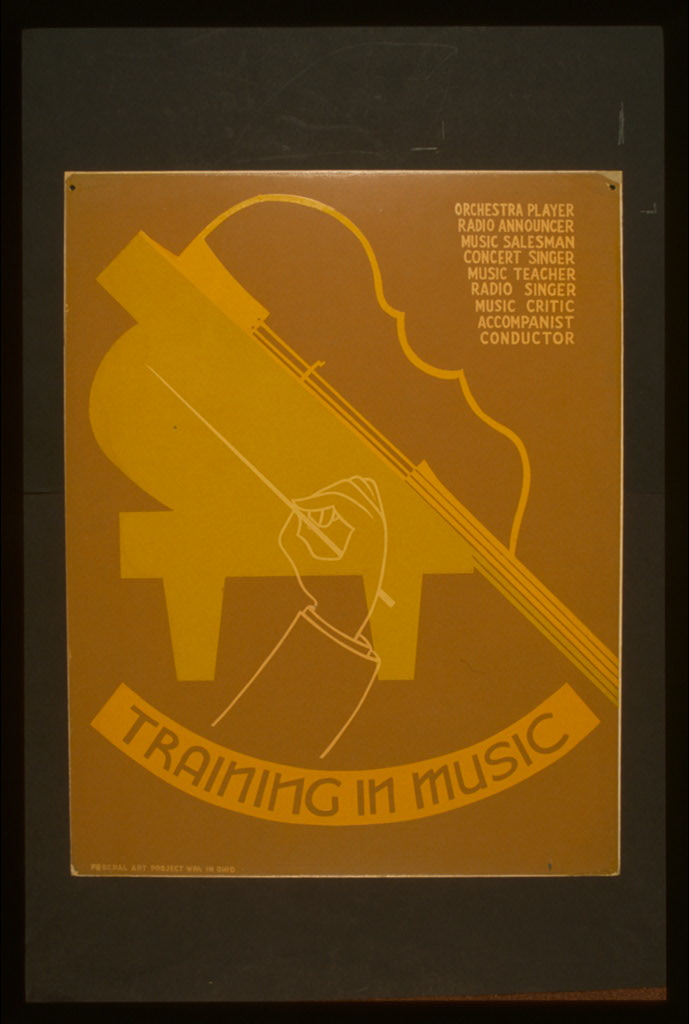 ORCHESTRA PLAYER
RADIO ANNOUNCER
MUSIC SALESMAN
CONCERT SINGER
MUSIC TEACHER
RADIO SINGER
MUSIC CRITIC
ACCOMPANIST
CONDUCTOR
TRAINING IN MUSIC
FEDERAL ART PROJECT WPA IN OHIO